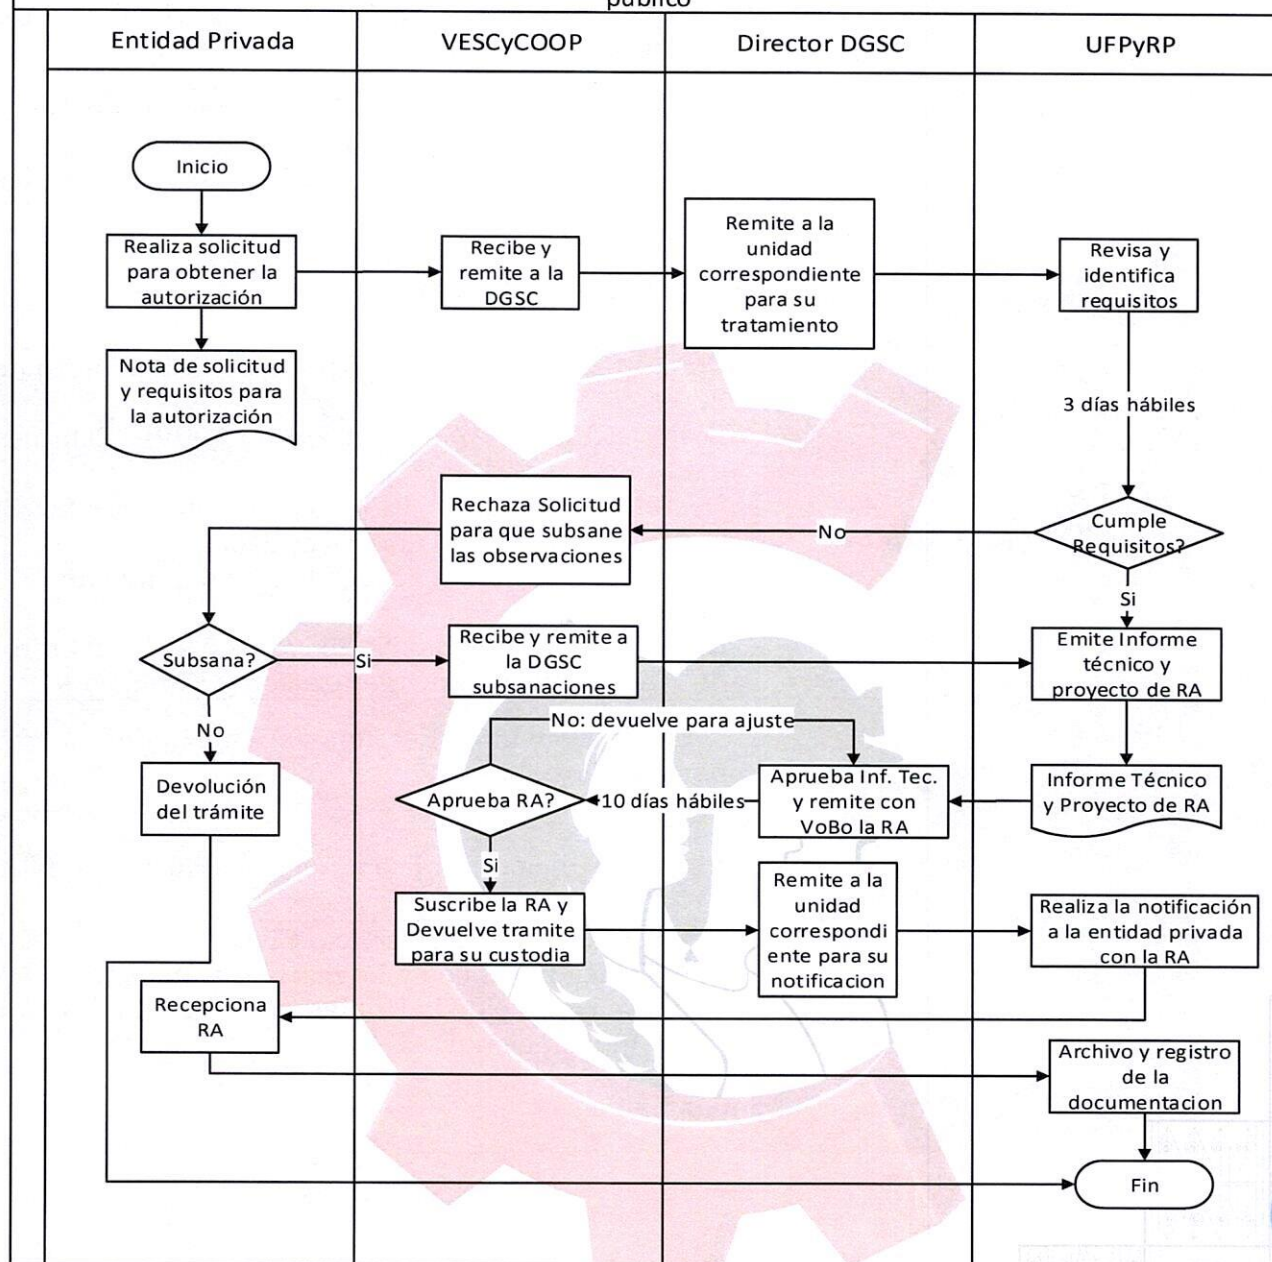 público
Entidad Privada
VESCyCOOP
Director DGSC
UFPyRP
Inicio
Realiza solicitud
para obtener la
autorización
Recibe y
remite a la
DGSC
Remite a la
unidad
correspondiente
para su
tratamiento
Revisa y
identifica
requisitos
Nota de solicitud
y requisitos para
la autorización
3 días hábiles
Rechaza Solicitud
para que subsane
las observaciones
No
Cumple
Requisitos?
Si
Subsana?
Si
Recibe y remite a
la DGSC
subsanaciones
Emite Informe
técnico y
proyecto de RA
No
No: devuelve para ajuste
Devolución
del trámite
Aprueba RA?
10 días hábiles
Aprueba Inf. Tec.
y remite con
VoBo la RA
Informe Técnico
y Proyecto de RA
Si
Suscribe la RA y
Devuelve tramite
para su custodia
Remite a la
unidad
correspondi
ente para su
notificacion
Realiza la notificación
a la entidad privada
con la RA
Recepciona
RA
Archivo y registro
de la
documentacion
Fin